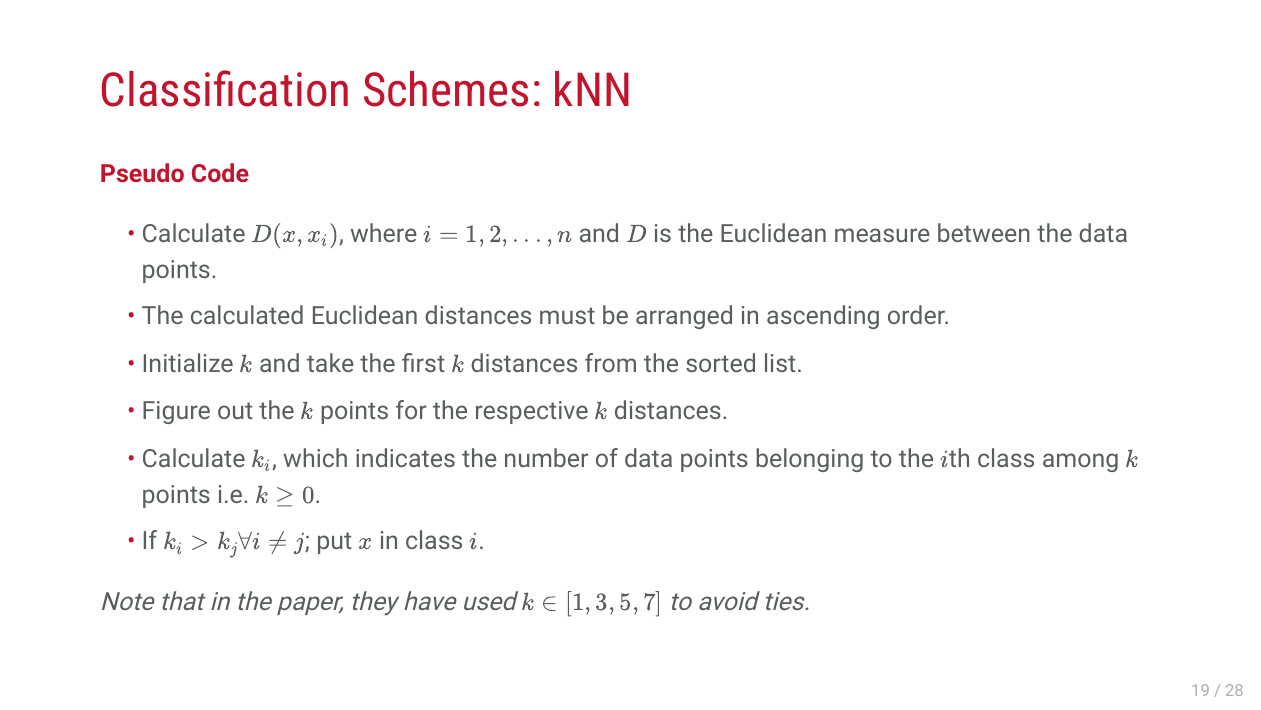 Classification Schemes: kNN
Pseudo Code
• Calculate D(x, xᵢ), where i = 1, 2, . . . , n and D is the Euclidean measure between the data
points.
• The calculated Euclidean distances must be arranged in ascending order.
• Initialize k and take the first k distances from the sorted list.
• Figure out the k points for the respective k distances.
• Calculate kᵢ, which indicates the number of data points belonging to the ith class among k
points i.e. k ≥ 0.
• If kᵢ > kⱼ∀i ≠ j; put x in class i.
Note that in the paper, they have used k ∈ [1, 3, 5, 7] to avoid ties.
19 / 28